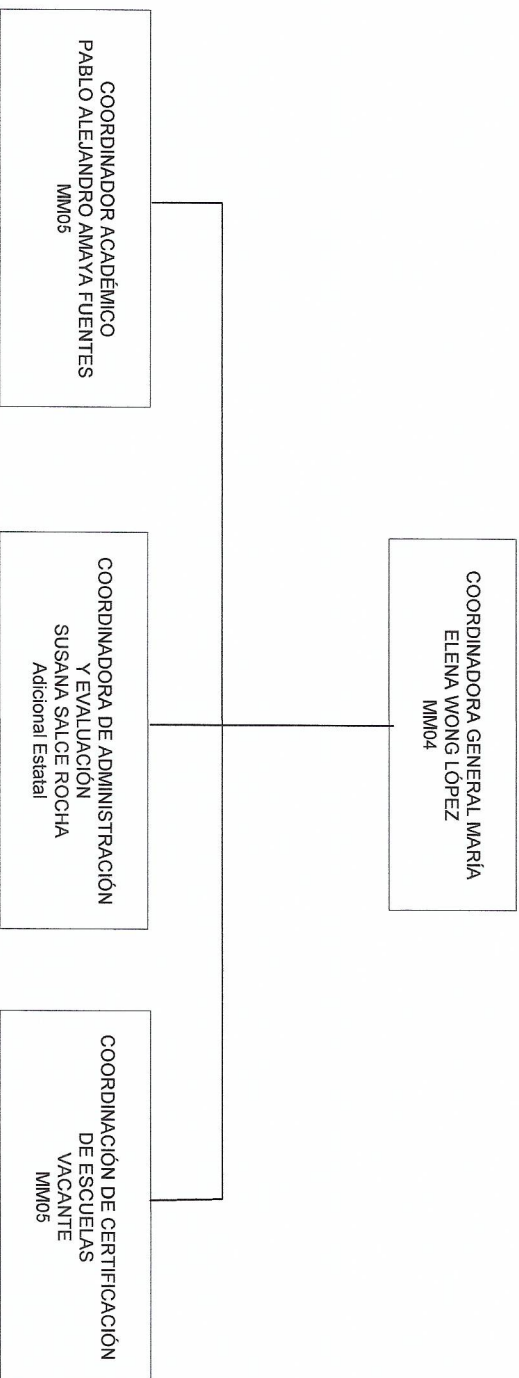 COORDINADORA GENERAL MARÍA
ELENA WONG LÓPEZ
MM04
COORDINADOR ACADÉMICO
PABLO ALEJANDRO AMAYA FUENTES
MM05
COORDINADORA DE ADMINISTRACIÓN
Y EVALUACIÓN
SUSANA SALCE ROCHA
Adicional Estatal
COORDINACIÓN DE CERTIFICACIÓN
DE ESCUELAS
VACANTE
MM05